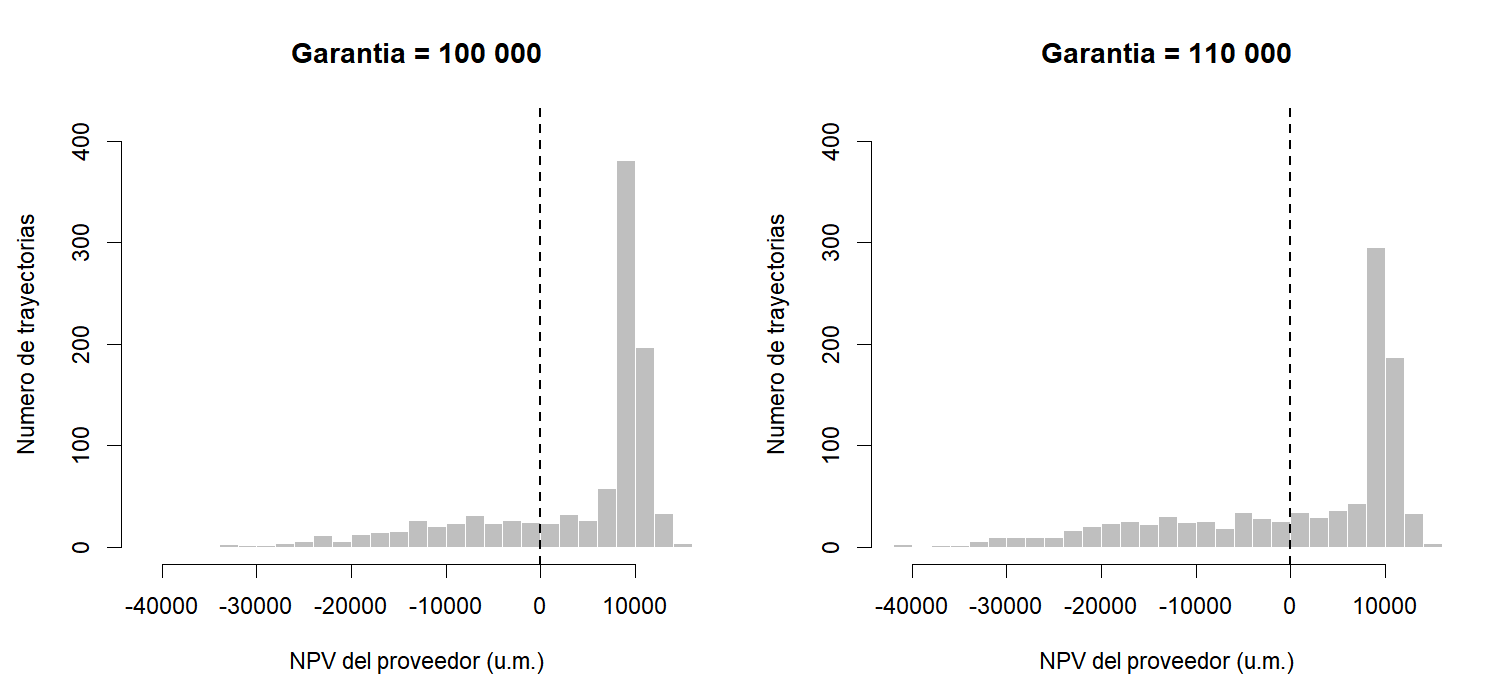 Garantia = 100 000
Numero de trayectorias
400
300
200
100
0
-40000 -30000 -20000 -10000 0 10000
NPV del proveedor (u.m.)
Garantia = 110 000
Numero de trayectorias
400
300
200
100
0
-40000 -30000 -20000 -10000 0 10000
NPV del proveedor (u.m.)